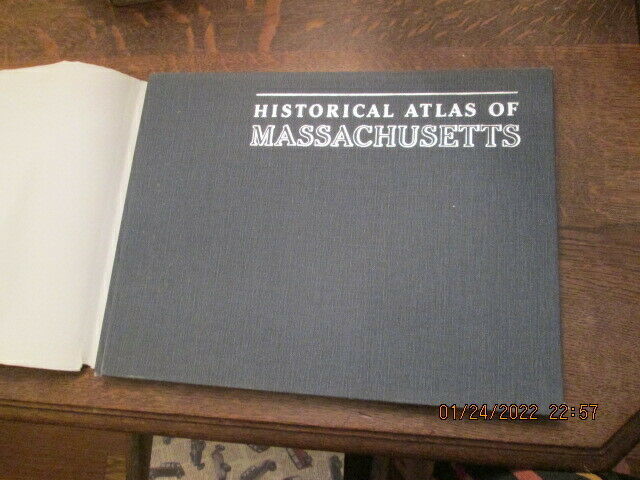 HISTORICAL ATLAS OF
MASSACHUSETTS
01/24/2022 22:57